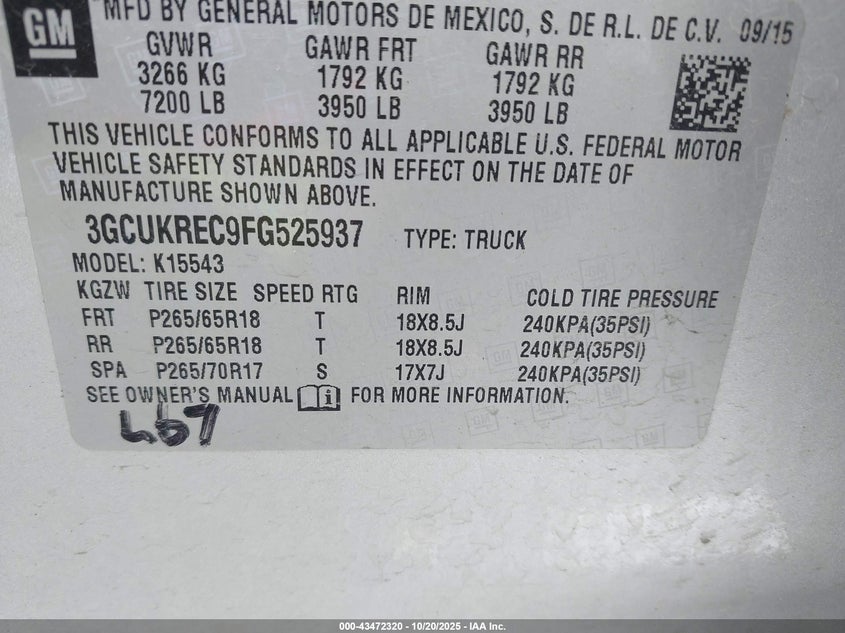 GM
MFD BY GENERAL MOTORS DE MEXICO, S. DE R.L. DE C.V. 09/15
GVWR GAWR FRT GAWR RR
3266 KG 1792 KG 1792 KG
7200 LB 3950 LB 3950 LB
THIS VEHICLE CONFORMS TO ALL APPLICABLE U.S. FEDERAL MOTOR
VEHICLE SAFETY STANDARDS IN EFFECT ON THE DATE OF
MANUFACTURE SHOWN ABOVE.
3GCUKREC9FG525937 TYPE: TRUCK
MODEL: K15543
KGZW TIRE SIZE SPEED RTG RIM COLD TIRE PRESSURE
FRT P265/65R18 T 18X8.5J 240KPA(35PSI)
RR P265/65R18 T 18X8.5J 240KPA(35PSI)
SPA P265/70R17 S 17X7J 240KPA(35PSI)
SEE OWNER'S MANUAL i FOR MORE INFORMATION.
000-43472320 | 10/20/2025 - IAA Inc.